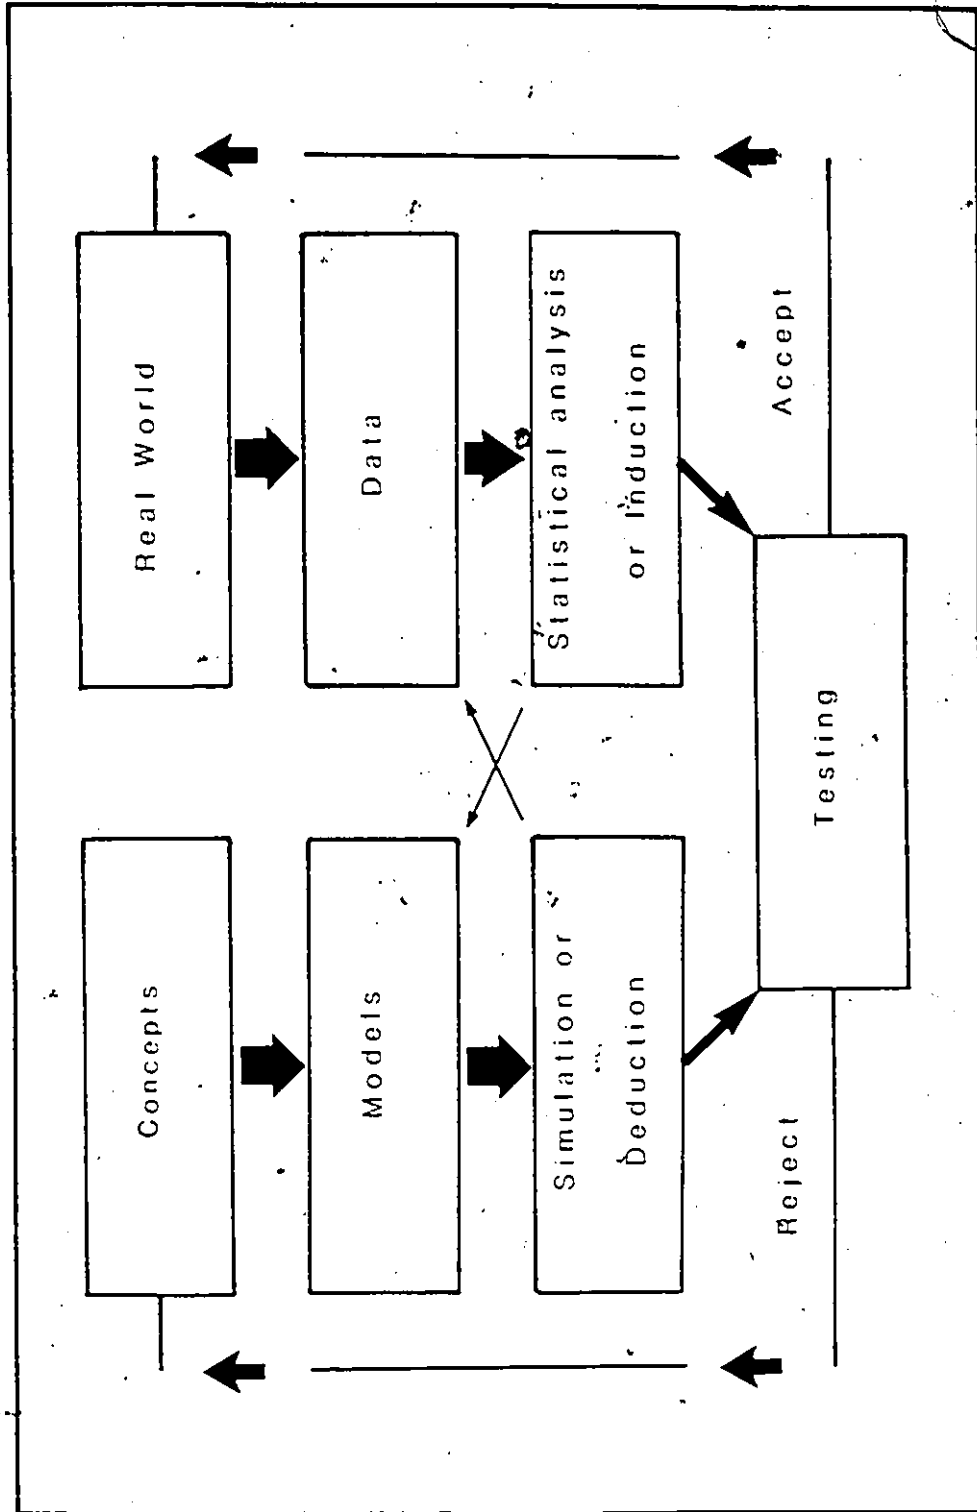 Concepts
Real World
Models
Data
Simulation or
Deduction
Statistical analysis
or Induction
Reject
Accept
Testing